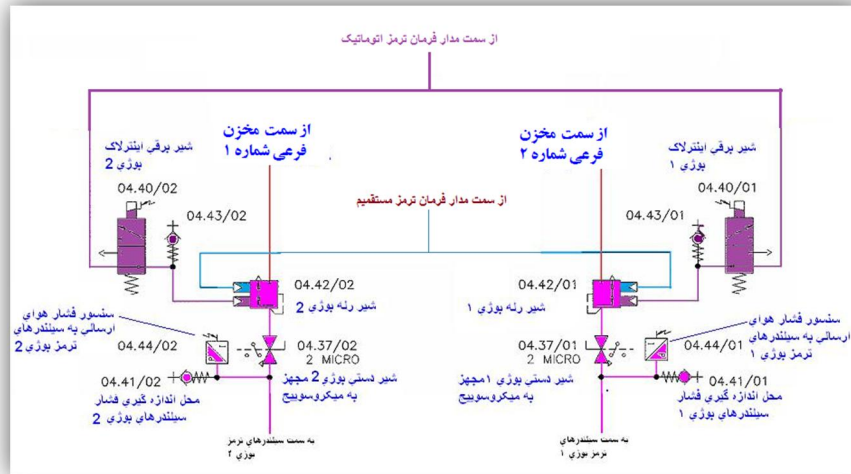 از سمت مدار فرمان ترمز اتوماتیک
از سمت مخزن
فرعی شماره ۲
از سمت مخزن
فرعی شماره ۱
شیر برقی اینترلاک
بوژی 1
04.40/01
04.43/01
شیر برقی اینترلاک
بوژی 2
04.40/02
04.43/02
از سمت مدار فرمان ترمز مستقمیم
04.42/01
شیر رله بوژی 1
04.42/02
شیر رله بوژی 2
سنسور فشار هوای
ارسالی به سیلندرهای
ترمز بوژی 1
04.44/01
04.37/01
2 MICRO
سنسور فشار هوای
ارسالی به سیلندرهای
ترمز بوژی 2
04.44/02
04.37/02
2 MICRO
04.41/01
محل اندازه گیری فشار
سیلندرهای بوژی 1
شیر دستی بوژی 1 مجهز
به میکروسوییچ
شیر دستی بوژی 2 مجهز
به میکروسوییچ
04.41/02
محل اندازه گیری فشار
سیلندرهای بوژی 2
به سمت سیلندرهای
ترمز بوژی ۱
به سمت سیلندرهای ترمز
بوژی ۲